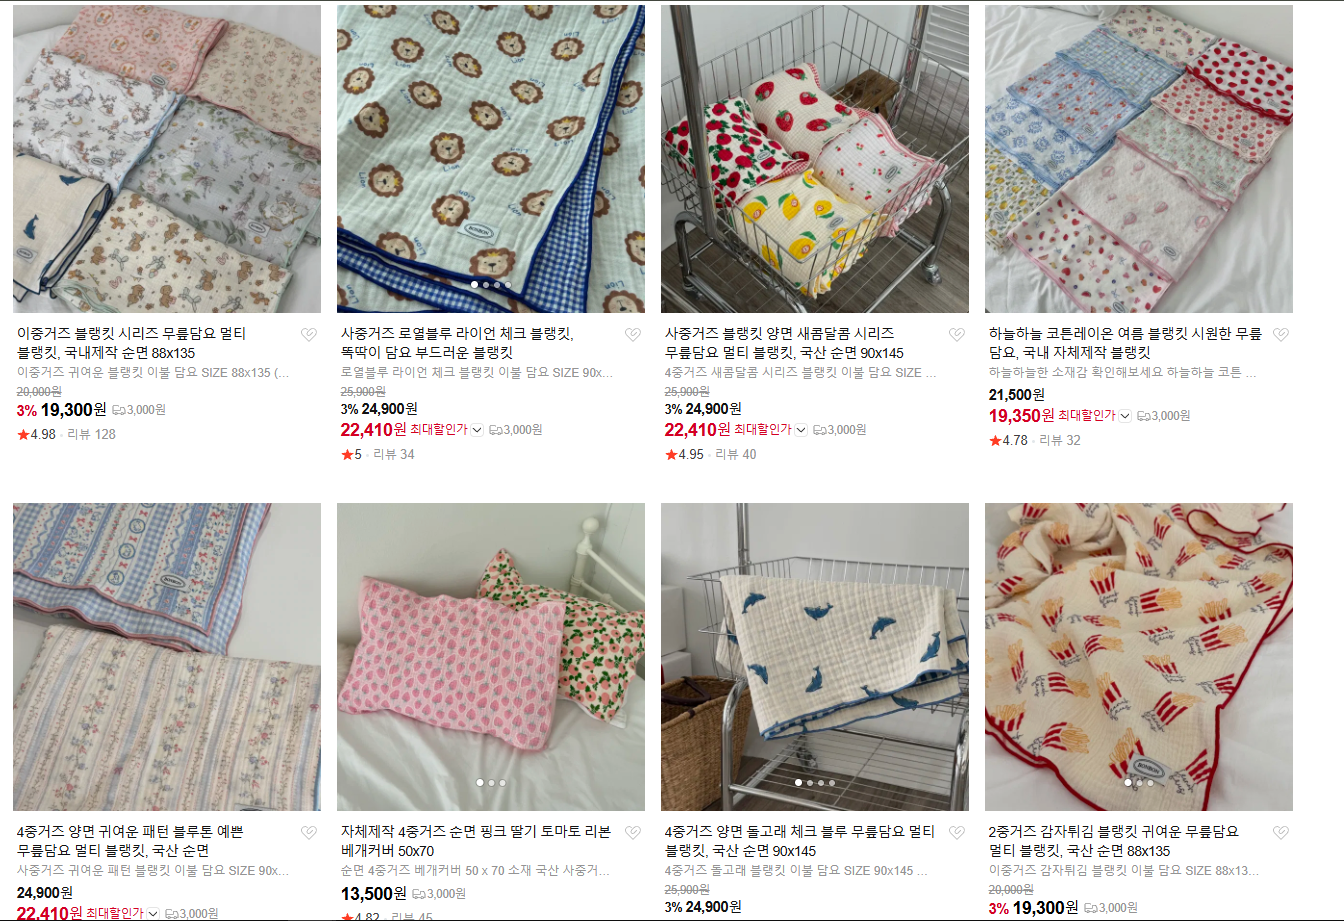 이중거즈 블랭킷 시리즈 무릎담요 멀티
블랭킷, 국내제작 순면 88x135
이중거즈 귀여운 블랭킷 이불 담요 SIZE 88x135 (...
20,000원
3% 19,300원 3,000원
★4.98 · 리뷰 128
Lion
BONBON
사중거즈 로열블루 라이언 체크 블랭킷,
똑딱이 담요 부드러운 블랭킷
로열블루 라이언 체크 블랭킷 이불 담요 SIZE 90x...
25,900원
3% 24,900원
22,410원 최대할인가 3,000원
★5 · 리뷰 34
사중거즈 블랭킷 양면 새콤달콤 시리즈
무릎담요 멀티 블랭킷, 국산 순면 90x145
4중거즈 새콤달콤 시리즈 블랭킷 이불 담요 SIZE ...
25,900원
3% 24,900원
22,410원 최대할인가 3,000원
★4.95 · 리뷰 40
하늘하늘 코튼레이온 여름 블랭킷 시원한 무릎
담요, 국내 자체제작 블랭킷
하늘하늘한 소재감 확인해보세요 하늘하늘 코튼 ...
21,500원
19,350원 최대할인가 3,000원
★4.78 · 리뷰 32
BONBON
4중거즈 양면 귀여운 패턴 블루톤 예쁜
무릎담요 멀티 블랭킷, 국산 순면
사중거즈 귀여운 패턴 블랭킷 이불 담요 SIZE 90x...
24,900원
22,410원 최대할인가 3,000원
자체제작 4중거즈 순면 핑크 딸기 토마토 리본
베개커버 50x70
순면 4중거즈 베개커버 50 x 70 소재 국산 사중거...
13,500원 3,000원
★4.82 · 리뷰 45
4중거즈 양면 돌고래 체크 블루 무릎담요 멀티
블랭킷, 국산 순면 90x145
4중거즈 돌고래 블랭킷 이불 담요 SIZE 90x145 ...
25,900원
3% 24,900원
BONBON
2중거즈 감자튀김 블랭킷 귀여운 무릎담요
멀티 블랭킷, 국산 순면 88x135
이중거즈 감자튀김 블랭킷 이불 담요 SIZE 88x13...
20,000원
3% 19,300원 3,000원